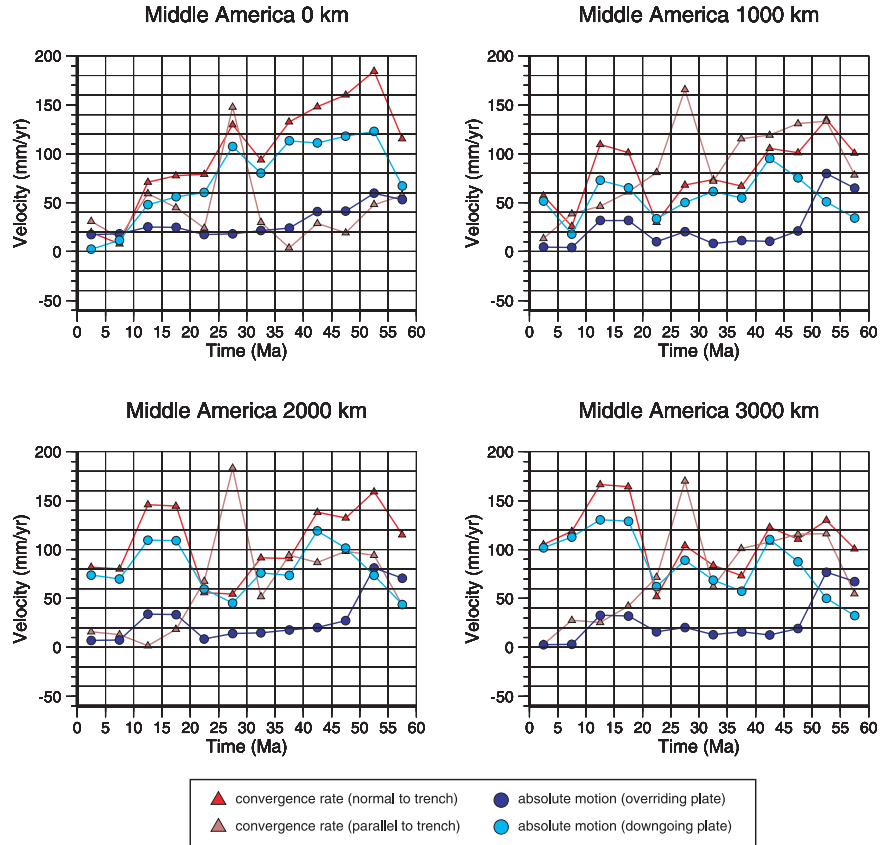 Middle America 0 km
Middle America 1000 km
Velocity (mm/yr)
200
150
100
50
0
-50
0 5 10 15 20 25 30 35 40 45 50 55 60
Time (Ma)
Velocity (mm/yr)
200
150
100
50
0
-50
0 5 10 15 20 25 30 35 40 45 50 55 60
Time (Ma)
Middle America 2000 km
Middle America 3000 km
Velocity (mm/yr)
200
150
100
50
0
-50
0 5 10 15 20 25 30 35 40 45 50 55 60
Time (Ma)
Velocity (mm/yr)
200
150
100
50
0
-50
0 5 10 15 20 25 30 35 40 45 50 55 60
Time (Ma)
convergence rate (normal to trench)
absolute motion (overriding plate)
convergence rate (parallel to trench)
absolute motion (downgoing plate)